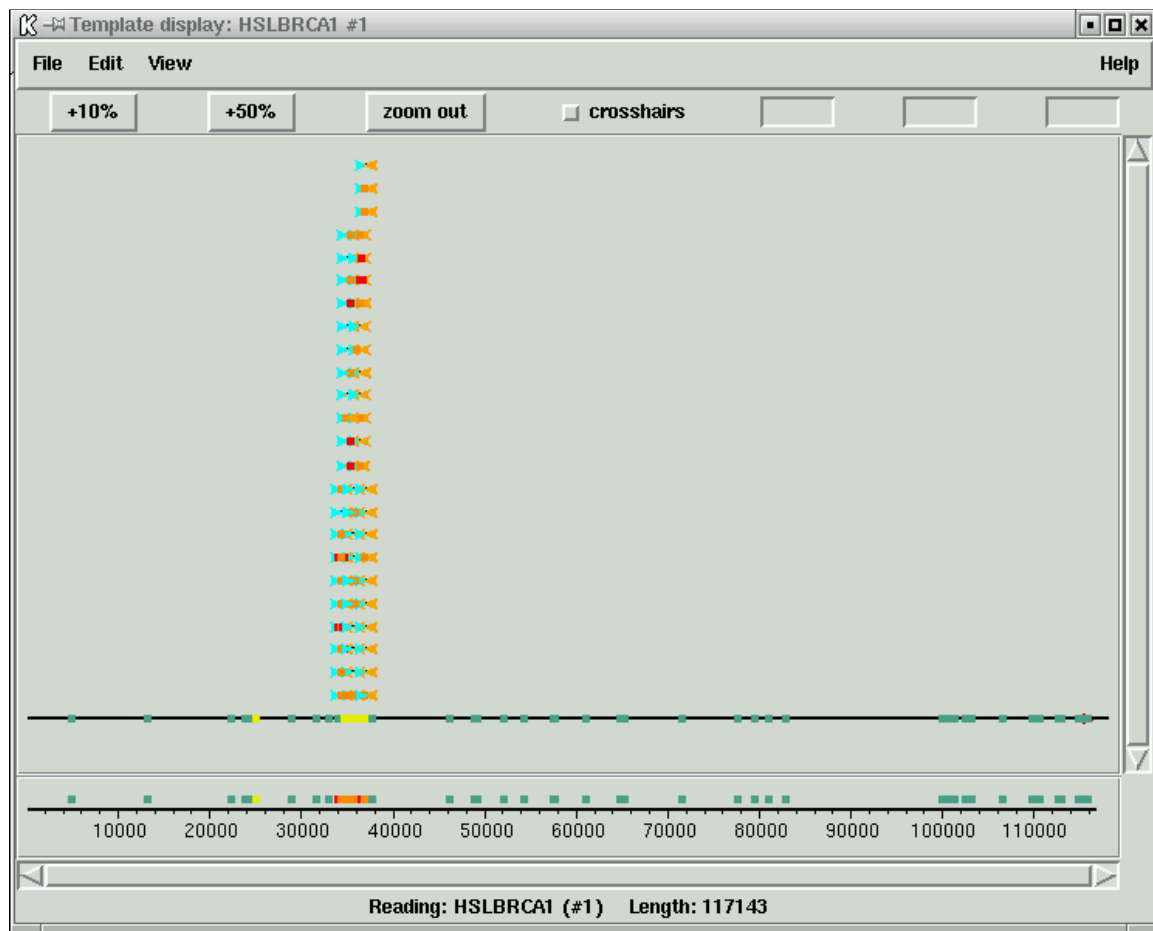 Template display: HSLBRCA1 #1
File Edit View Help
+10% +50% zoom out crosshairs
10000 20000 30000 40000 50000 60000 70000 80000 90000 100000 110000
Reading: HSLBRCA1 (#1) Length: 117143